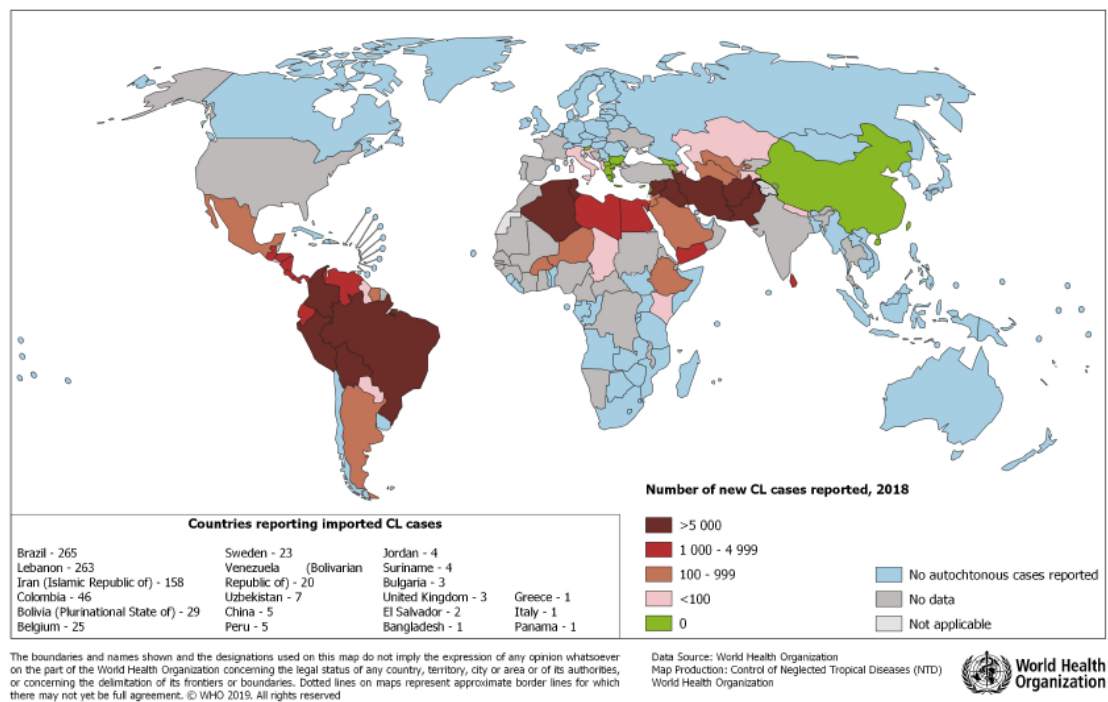 Number of new CL cases reported, 2018
>5 000
1 000 - 4 999
100 - 999
<100
0
No autochtonous cases reported
No data
Not applicable
Countries reporting imported CL cases
Brazil - 265
Lebanon - 263
Iran (Islamic Republic of) - 158
Colombia - 46
Bolivia (Plurinational State of) - 29
Belgium - 25
Sweden - 23
Venezuela (Bolivarian
Republic of) - 20
Uzbekistan - 7
China - 5
Peru - 5
Jordan - 4
Suriname - 4
Bulgaria - 3
United Kingdom - 3
El Salvador - 2
Bangladesh - 1
Greece - 1
Italy - 1
Panama - 1
The boundaries and names shown and the designations used on this map do not imply the expression of any opinion whatsoever
on the part of the World Health Organization concerning the legal status of any country, territory, city or area or of its authorities,
or concerning the delimitation of its frontiers or boundaries. Dotted lines on maps represent approximate border lines for which
there may not yet be full agreement. © WHO 2019. All rights reserved
Data Source: World Health Organization
Map Production: Control of Neglected Tropical Diseases (NTD)
World Health Organization
World Health
Organization